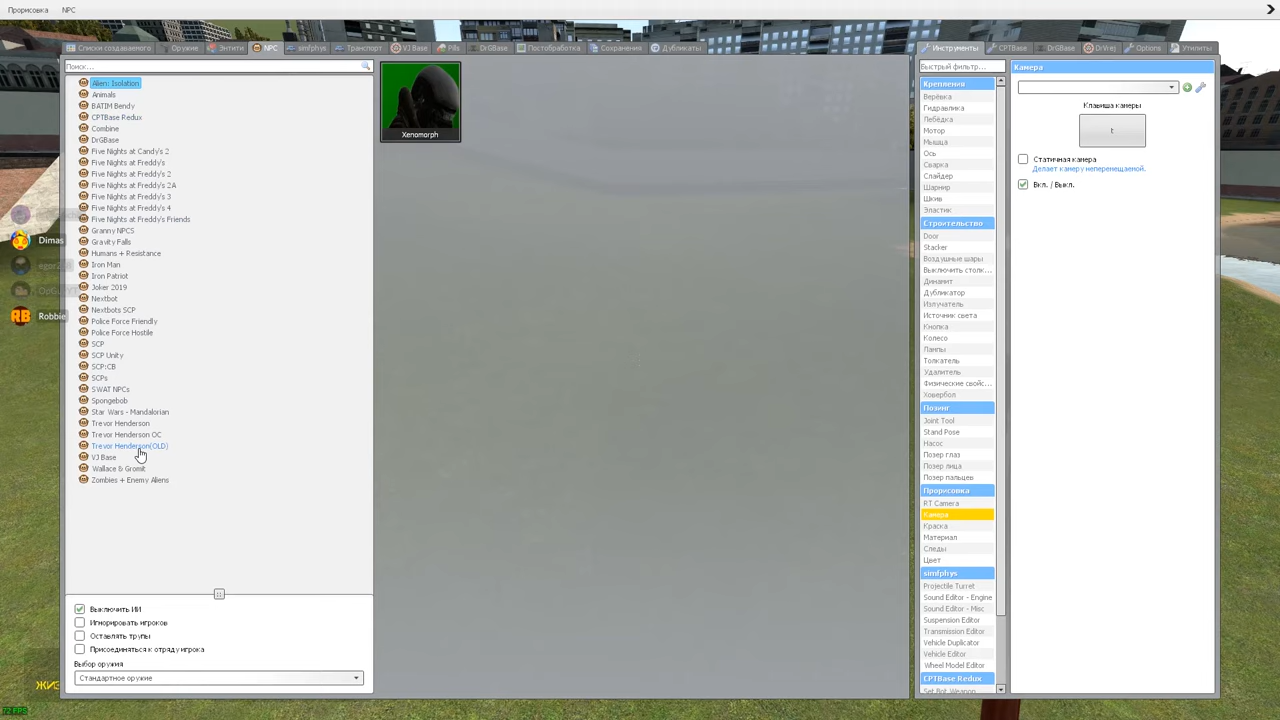 Прорисовка NPC
Списки создаваемого Оружие Энтити NPC simfphys Транспорт VJ Base Pills DrGBase Постобработка Сохранения Дубликаты
Поиск...
Alien: Isolation
Animals
BATIM Bendy
CPTBase Redux
Combine
DrGBase
Five Nights at Candy's 2
Five Nights at Freddy's
Five Nights at Freddy's 2
Five Nights at Freddy's 2A
Five Nights at Freddy's 3
Five Nights at Freddy's 4
Five Nights at Freddy's Friends
Granny NPCS
Gravity Falls
Humans + Resistance
Iron Man
Iron Patriot
Joker 2019
Nextbot
Nextbots SCP
Police Force Friendly
Police Force Hostile
SCP
SCP Unity
SCP:CB
SCPs
SWAT NPCs
Spongebob
Star Wars - Mandalorian
Trevor Henderson
Trevor Henderson OC
Trevor Henderson(OLD)
VJ Base
Wallace & Gromit
Zombies + Enemy Aliens
Dimas
Robbie
Выключить ИИ
Игнорировать игроков
Оставлять трупы
Присоединяться к отряду игрока
Выбор оружия
Стандартное оружие
72 FPS
Xenomorph
Инструменты CPTBase DrGBase DrVrej Options Утилиты
Быстрый фильтр...
Крепления
Верёвка
Гидравлика
Лебёдка
Мотор
Мышца
Ось
Сварка
Слайдер
Шарнир
Шкив
Эластик
Строительство
Door
Stacker
Воздушные шары
Выключить столк...
Динамит
Дубликатор
Излучатель
Источник света
Кнопка
Колесо
Лампы
Толкатель
Удалитель
Физические свойс...
Ховербол
Позинг
Joint Tool
Stand Pose
Насос
Позер глаз
Позер лица
Позер пальцев
Прорисовка
RT Camera
Камера
Краска
Материал
Следы
Цвет
simfphys
Projectile Turret
Sound Editor - Engine
Sound Editor - Misc
Suspension Editor
Transmission Editor
Vehicle Duplicator
Vehicle Editor
Wheel Model Editor
CPTBase Redux
Set Bot Weapon
Камера
Клавиша камеры
t
Статичная камера
Делает камеру неперемещаемой.
Вкл. / Выкл.